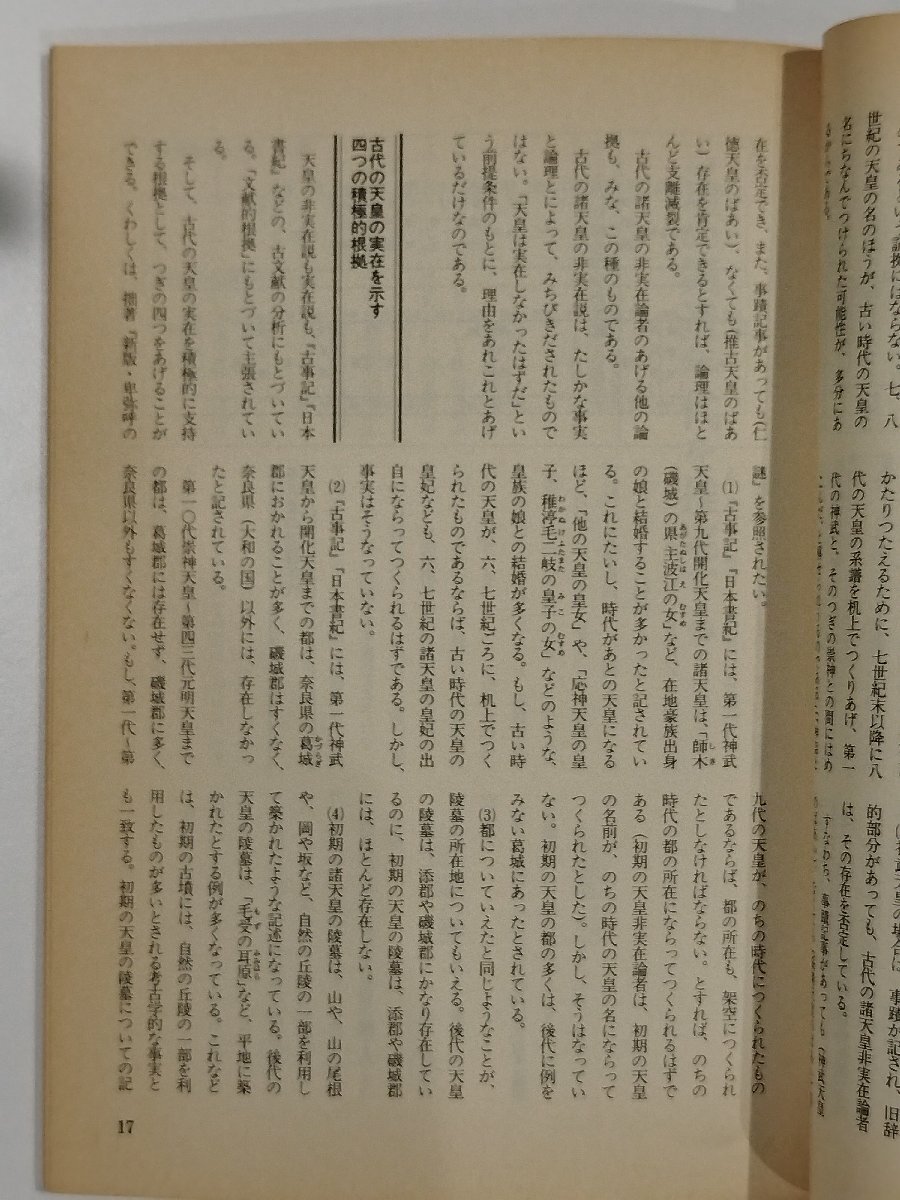 世紀の天皇の名のほうが、古い時代の天皇の
名にちなんでつけられた可能性が、多分にあ
かたりつたえるために、七世紀末以降に八
代の天皇の系譜を机上でつくりあげ、第一
代の神武と、そのつぎの崇神との間にはめ
的部分があっても、古代の諸天皇非実在論者
は、その存在を否定している。
在を否定でき、また、事蹟記事があっても(仁
徳天皇のばあい)、なくても(推古天皇のばあ
い)存在を肯定できるとすれば、論理はほと
んど支離滅裂である。
古代の諸天皇の非実在論者のあげる他の論
拠も、みな、この種のものである。
古代の諸天皇の非実在説は、たしかな事実
と論理とによって、みちびきだされたもので
はない。「天皇は実在しなかったはずだ」とい
う前提条件のもとに、理由をあれこれとあげ
ているだけなのである。
古代の天皇の実在を示す
四つの積極的根拠
天皇の非実在説も実在説も、『古事記』『日本
書紀』などの、古文献の分析にもとづいてい
る。「文献的根拠」にもとづいて主張されてい
る。
そして、古代の天皇の実在を積極的に支持
する根拠として、つぎの四つをあげることが
できる。くわしくは、拙著『新版・卑弥呼の
謎』を参照されたい。
(1)『古事記』『日本書紀』には、第一代神武
天皇〜第九代開化天皇までの諸天皇は、「師木
(磯城)の県主波江の女」など、在地豪族出身
の娘と結婚することが多かったと記されてい
る。これにたいし、時代があとの天皇になる
ほど、「他の天皇の皇女」や、「応神天皇の皇
子、稚渟毛二岐の皇子の女」などのような、
皇族の娘との結婚が多くなる。もし、古い時
代の天皇が、六、七世紀ごろに、机上でつく
られたものであるならば、古い時代の天皇の
皇妃なども、六、七世紀の諸天皇の皇妃の出
自にならってつくられるはずである。しかし、
事実はそうなっていない。
(2)『古事記』『日本書紀』には、第一代神武
天皇から開化天皇までの都は、奈良県の葛城
郡におかれることが多く、磯城郡はすくなく、
奈良県(大和の国)以外には、存在しなかっ
たと記されている。
第一〇代崇神天皇〜第四三代元明天皇まで
の都は、葛城郡には存在せず、磯城郡に多く、
奈良県以外もすくなくない。もし、第一代〜第
九代の天皇が、のちの時代につくられたもの
であるならば、都の所在も、架空につくられ
たとしなければならない。とすれば、のちの
時代の都の所在にならってつくられるはずで
ある(初期の天皇非実在論者は、初期の天皇
の名前が、のちの時代の天皇の名にならって
つくられたとした)。しかし、そうはなってい
ない。初期の天皇の都の多くは、後代に例を
みない葛城にあったとされている。
(3)都についていえたと同じようなことが、
陵墓の所在地についてもいえる。後代の天皇
の陵墓は、添郡や磯城郡にかなり存在してい
るのに、初期の天皇の陵墓は、添郡や磯城郡
には、ほとんど存在しない。
(4)初期の諸天皇の陵墓は、山や、山の尾根
や、岡や坂など、自然の丘陵の一部を利用し
て築かれたような記述になっている。後代の
天皇の陵墓は、「毛受の耳原」など、平地に築
かれたとする例が多くなっている。これなど
は、初期の古墳には、自然の丘陵の一部を利
用したものが多いとされる考古学的な事実と
も一致する。初期の天皇の陵墓についての記
17